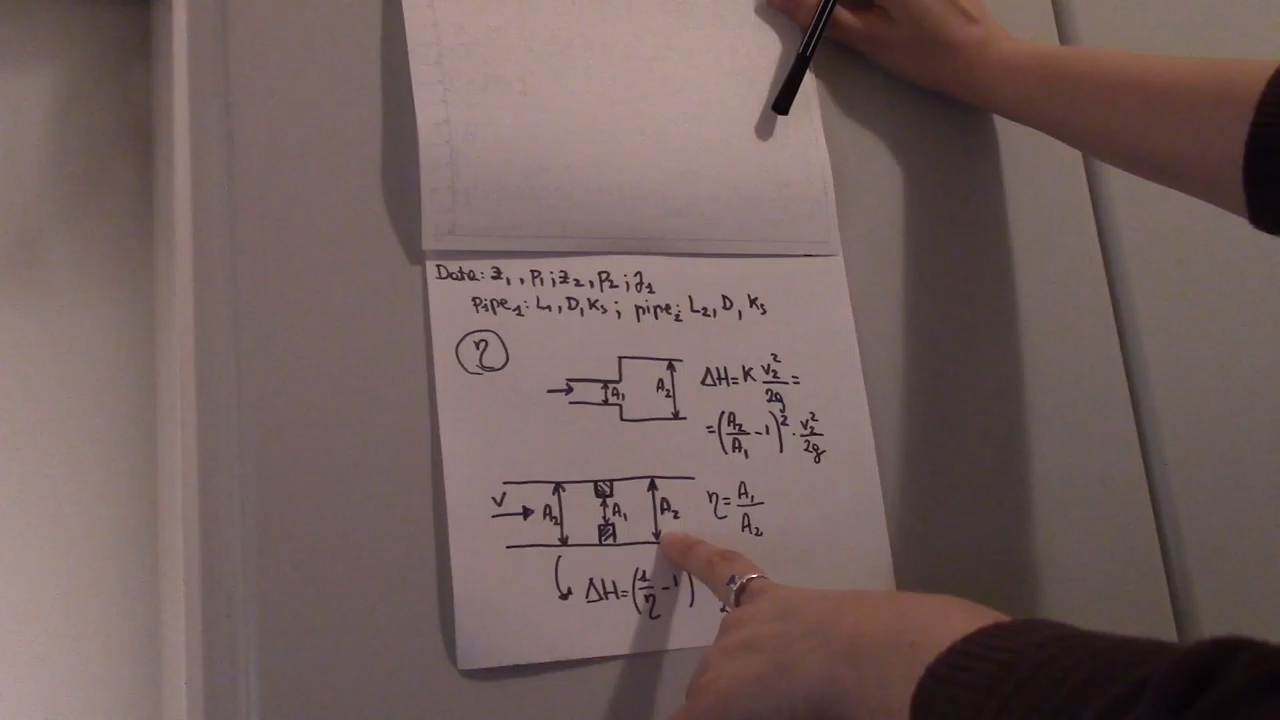 Data: z₁, p₁; z₂, p₂; γ₁
pipe₁: L₁, D, Ks; pipe₂: L₂, D, Ks
η
A₁
A₂
ΔH = K v₂²/2g =
= (A₂/A₁ - 1)² · v₂²/2g
V
A₂
A₁
A₂
η = A₁/A₂
ΔH = (1/η - 1)